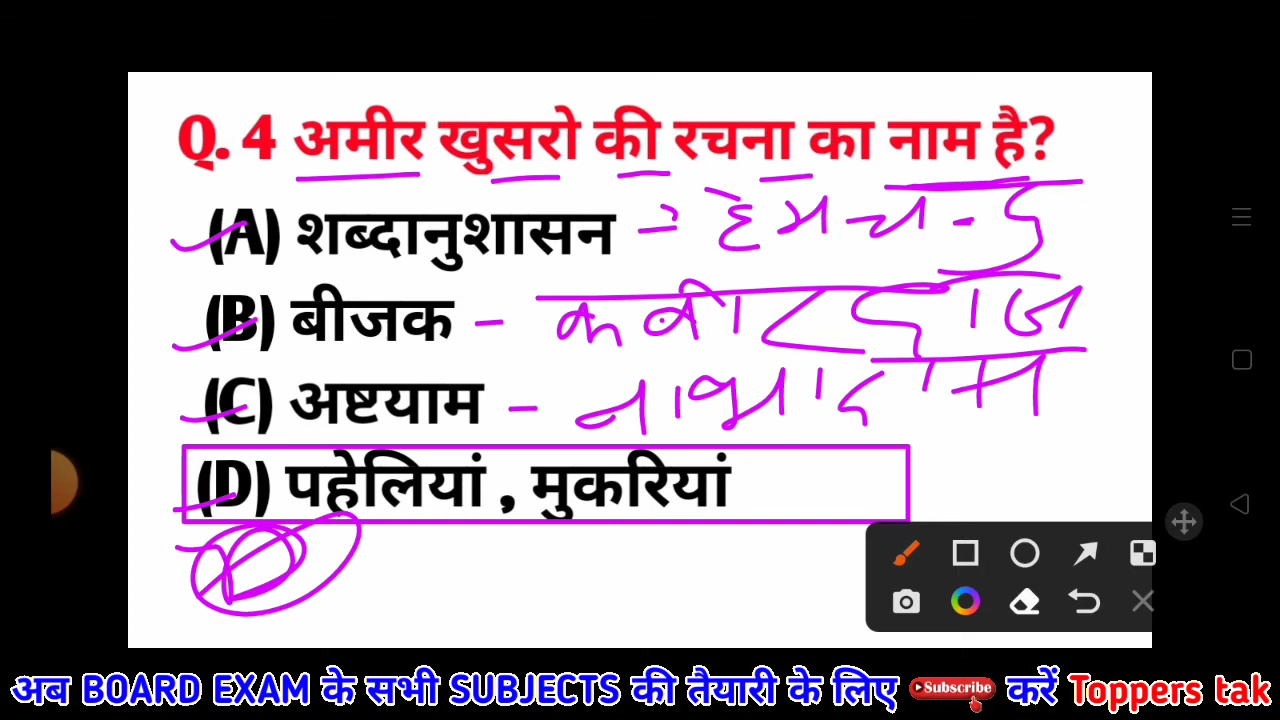 Q. 4 अमीर खुसरो की रचना का नाम है?
(A) शब्दानुशासन = हेमचन्द्र
(B) बीजक - कबीरदास
(C) अष्टयाम - नाभादास
(D) पहेलियां , मुकरियां
D
अब BOARD EXAM के सभी SUBJECTS की तैयारी के लिए Subscribe करें Toppers tak